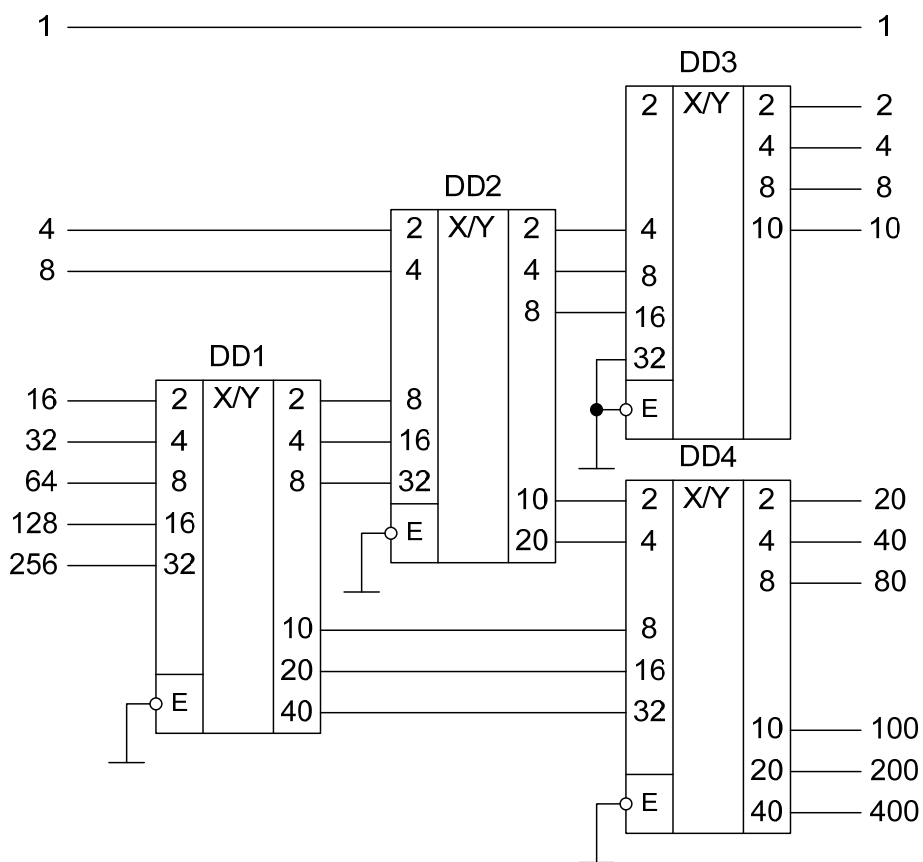 1 1
DD3
2 X/Y 2 2
4 4
DD2
8 8
4 2 X/Y 2 4 10 10
8 4 4 8
8 16
DD1
32
16 2 X/Y 2 8 E
32 4 4 16 DD4
64 8 8 32
10 2 X/Y 2 20
128 16 E 20 4 4 40
256 32 8 80
10 8
20 16
E 40 32
10 100
20 200
E 40 400